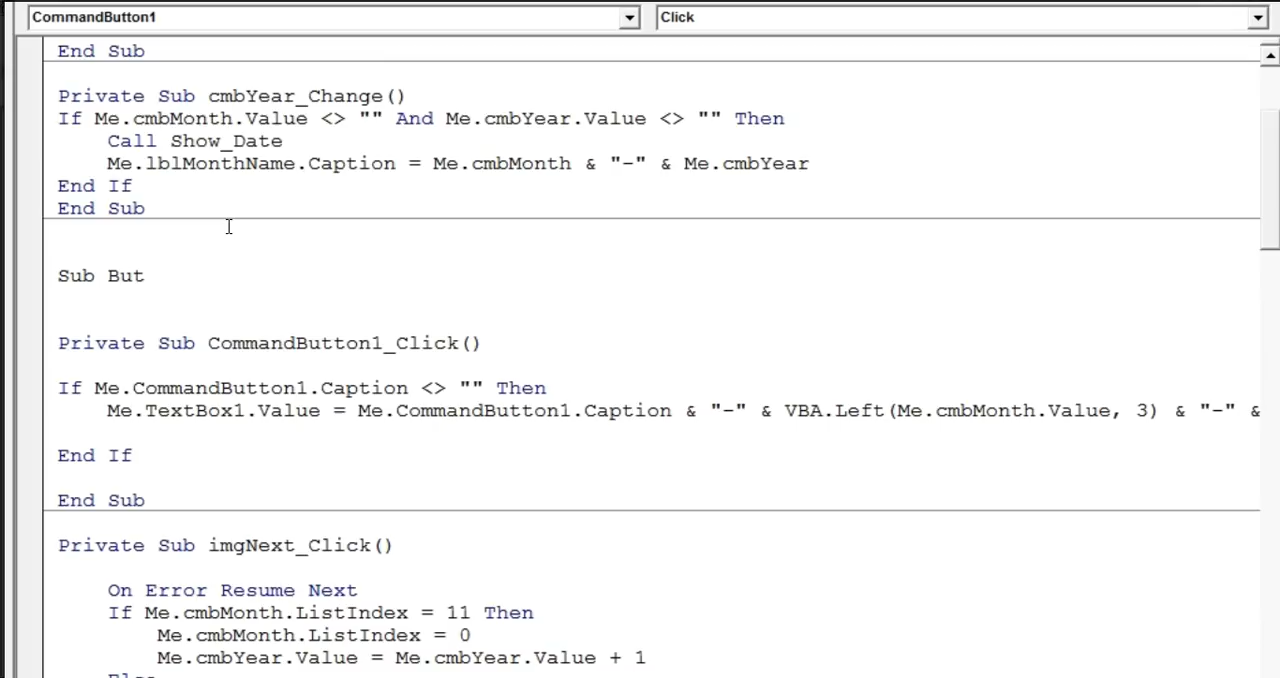 CommandButton1 Click
End Sub
Private Sub cmbYear_Change()
If Me.cmbMonth.Value <> "" And Me.cmbYear.Value <> "" Then
Call Show_Date
Me.lblMonthName.Caption = Me.cmbMonth & "-" & Me.cmbYear
End If
End Sub
Sub But
Private Sub CommandButton1_Click()
If Me.CommandButton1.Caption <> "" Then
Me.TextBox1.Value = Me.CommandButton1.Caption & "-" & VBA.Left(Me.cmbMonth.Value, 3) & "-" &
End If
End Sub
Private Sub imgNext_Click()
On Error Resume Next
If Me.cmbMonth.ListIndex = 11 Then
Me.cmbMonth.ListIndex = 0
Me.cmbYear.Value = Me.cmbYear.Value + 1